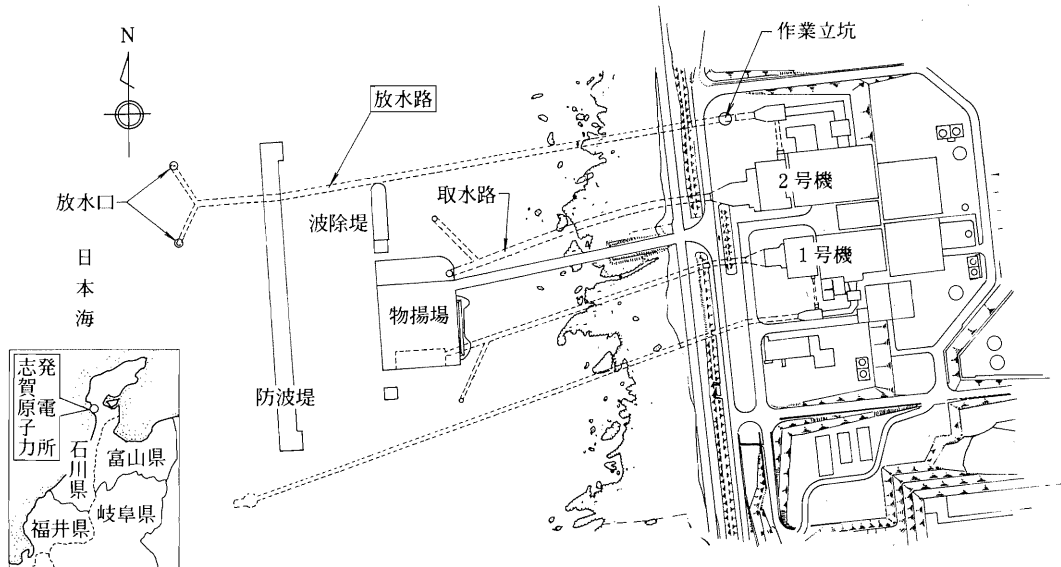 N
作業立坑
放水路
取水路
2号機
放水口
波除堤
1号機
日本海
物揚場
防波堤
志賀原子力
発電所
石川県
富山県
岐阜県
福井県